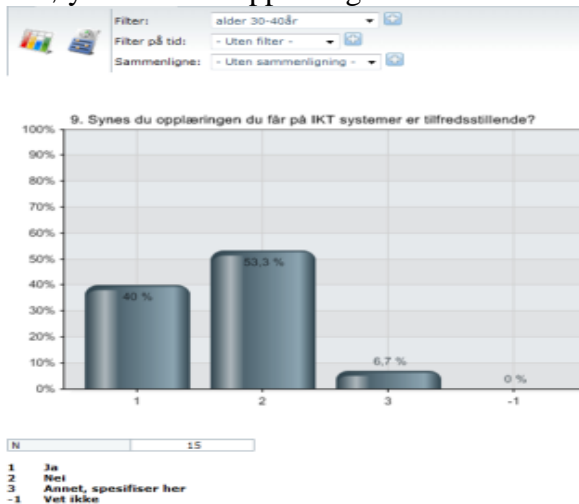 Filter: alder 30-40år
Filter på tid: - Uten filter -
Sammenligne: - Uten sammenligning -
9. Synes du opplæringen du får på IKT systemer er tilfredsstillende?
100%
90%
80%
70%
60%
50%
40%
30%
20%
10%
0%
40 %
53,3 %
6,7 %
0 %
1 2 3 -1
N 15
1 Ja
2 Nei
3 Annet, spesifiser her
-1 Vet ikke